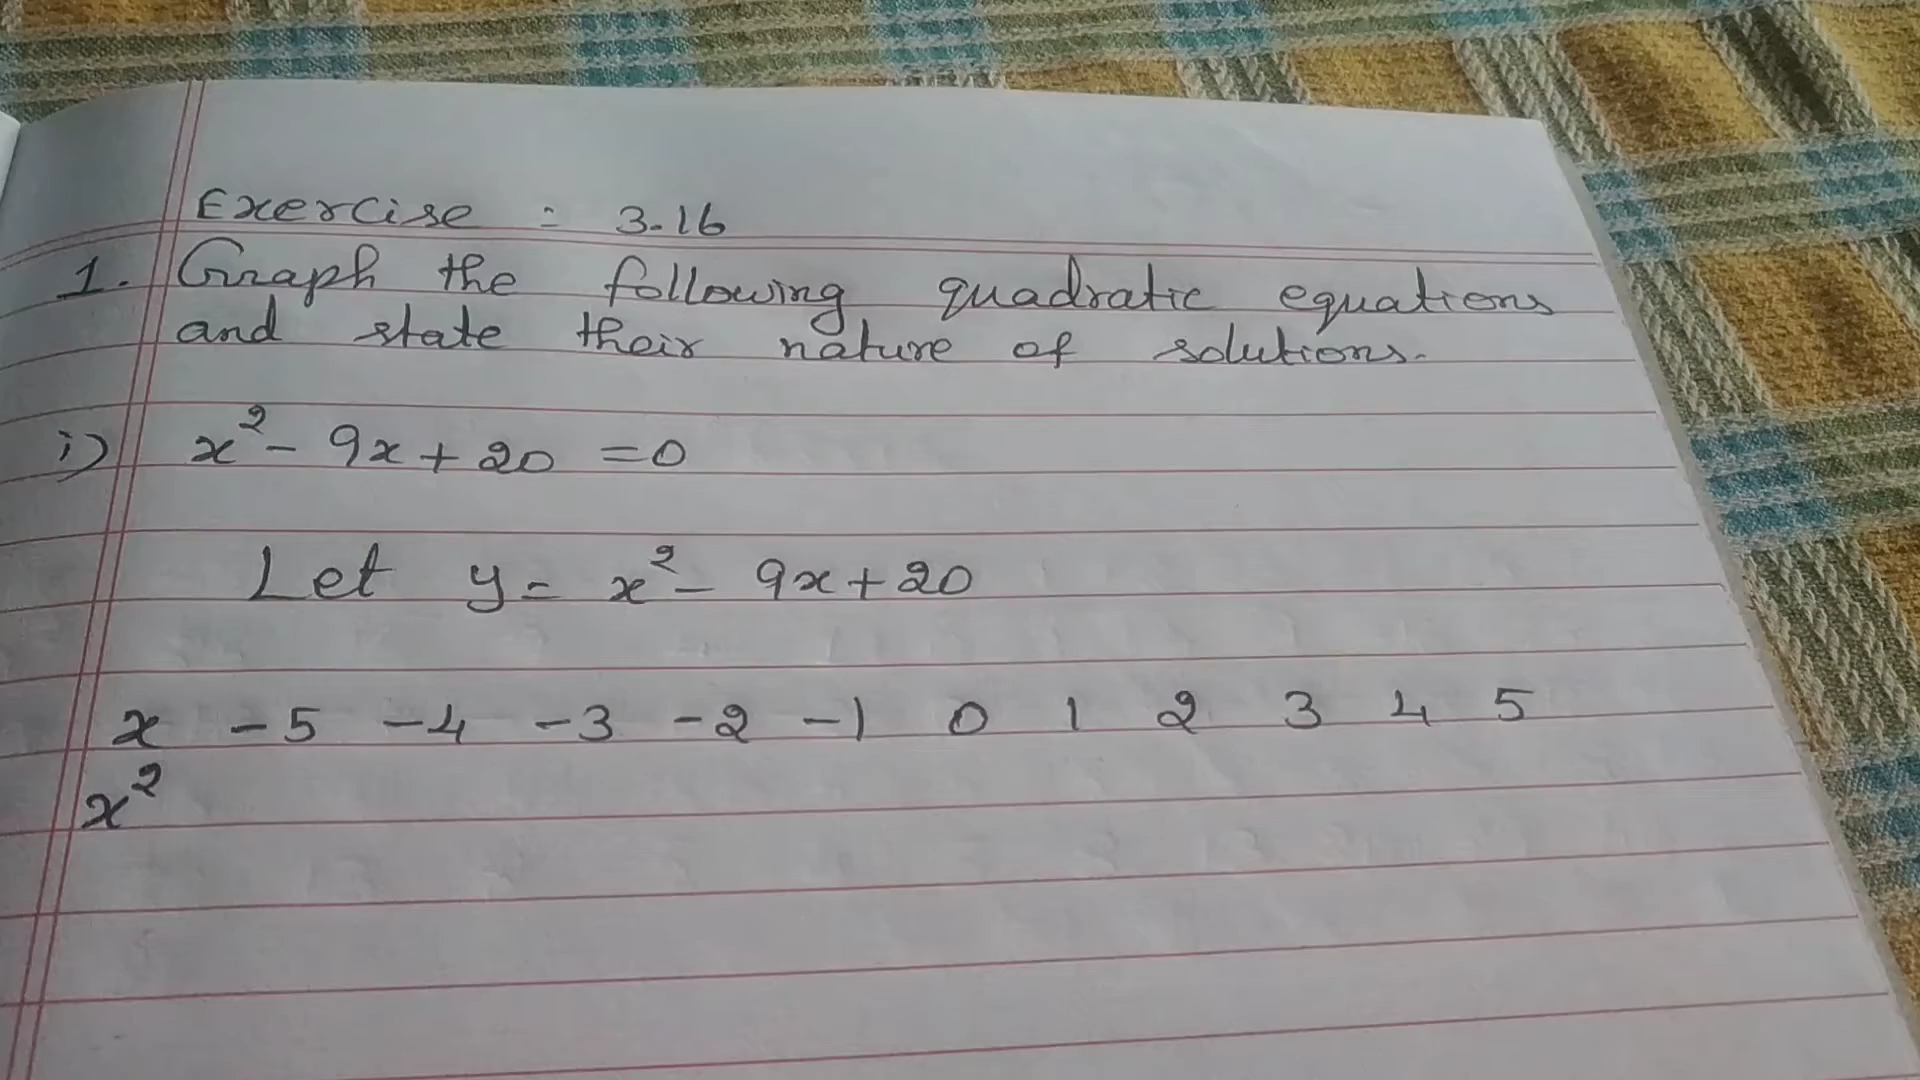 Exercise : 3.16
1. Graph the following quadratic equations
and state their nature of solutions.
i) x² - 9x + 20 = 0
Let y = x² - 9x + 20
x -5 -4 -3 -2 -1 0 1 2 3 4 5
x²